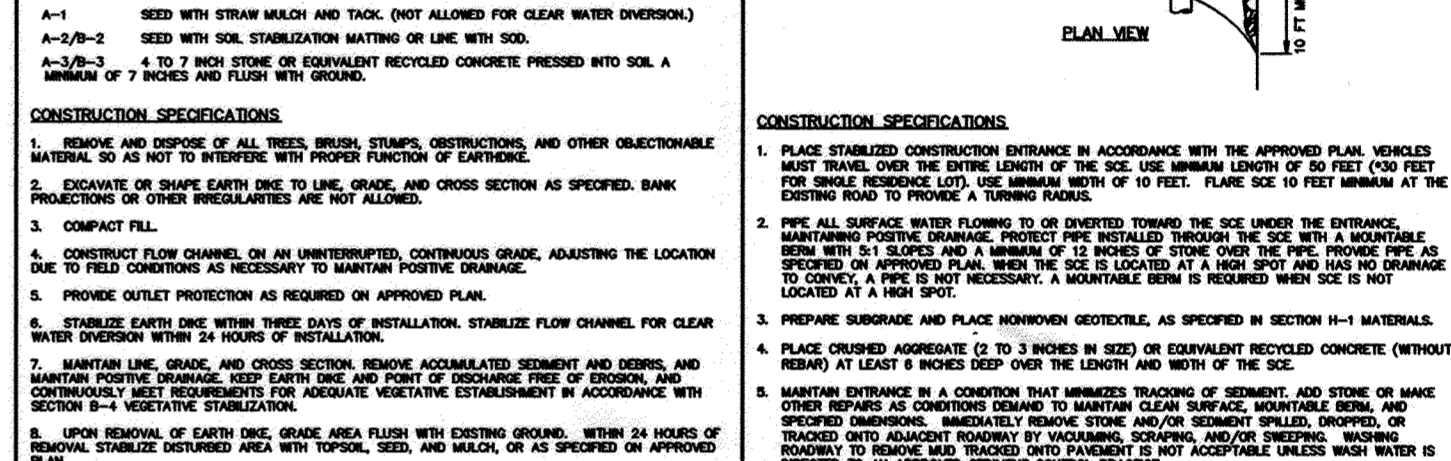 A-1 SEED WITH STRAW MULCH AND TACK. (NOT ALLOWED FOR CLEAR WATER DIVERSION.)
A-2/B-2 SEED WITH SOIL STABILIZATION MATTING OR LINE WITH SOD.
A-3/B-3 4 TO 7 INCH STONE OR EQUIVALENT RECYCLED CONCRETE PRESSED INTO SOIL A
MINIMUM OF 7 INCHES AND FLUSH WITH GROUND.
CONSTRUCTION SPECIFICATIONS
1. REMOVE AND DISPOSE OF ALL TREES, BRUSH, STUMPS, OBSTRUCTIONS, AND OTHER OBJECTIONABLE
MATERIAL SO AS NOT TO INTERFERE WITH PROPER FUNCTION OF EARTHDIKE.
2. EXCAVATE OR SHAPE EARTH DIKE TO LINE, GRADE, AND CROSS SECTION AS SPECIFIED. BANK
PROJECTIONS OR OTHER IRREGULARITIES ARE NOT ALLOWED.
3. COMPACT FILL.
4. CONSTRUCT FLOW CHANNEL ON AN UNINTERRUPTED, CONTINUOUS GRADE, ADJUSTING THE LOCATION
DUE TO FIELD CONDITIONS AS NECESSARY TO MAINTAIN POSITIVE DRAINAGE.
5. PROVIDE OUTLET PROTECTION AS REQUIRED ON APPROVED PLAN.
6. STABILIZE EARTH DIKE WITHIN THREE DAYS OF INSTALLATION. STABILIZE FLOW CHANNEL FOR CLEAR
WATER DIVERSION WITHIN 24 HOURS OF INSTALLATION.
7. MAINTAIN LINE, GRADE, AND CROSS SECTION. REMOVE ACCUMULATED SEDIMENT AND DEBRIS, AND
MAINTAIN POSITIVE DRAINAGE. KEEP EARTH DIKE AND POINT OF DISCHARGE FREE OF EROSION, AND
CONTINUOUSLY MEET REQUIREMENTS FOR ADEQUATE VEGETATIVE ESTABLISHMENT IN ACCORDANCE WITH
SECTION B-4 VEGETATIVE STABILIZATION.
8. UPON REMOVAL OF EARTH DIKE, GRADE AREA FLUSH WITH EXISTING GROUND. WITHIN 24 HOURS OF
REMOVAL STABILIZE DISTURBED AREA WITH TOPSOIL, SEED, AND MULCH, OR AS SPECIFIED ON APPROVED
PLAN.
PLAN VIEW
10 FT M
CONSTRUCTION SPECIFICATIONS
1. PLACE STABILIZED CONSTRUCTION ENTRANCE IN ACCORDANCE WITH THE APPROVED PLAN. VEHICLES
MUST TRAVEL OVER THE ENTIRE LENGTH OF THE SCE. USE MINIMUM LENGTH OF 50 FEET (*30 FEET
FOR SINGLE RESIDENCE LOT). USE MINIMUM WIDTH OF 10 FEET. FLARE SCE 10 FEET MINIMUM AT THE
EXISTING ROAD TO PROVIDE A TURNING RADIUS.
2. PIPE ALL SURFACE WATER FLOWING TO OR DIVERTED TOWARD THE SCE UNDER THE ENTRANCE,
MAINTAINING POSITIVE DRAINAGE. PROTECT PIPE INSTALLED THROUGH THE SCE WITH A MOUNTABLE
BERM WITH 5:1 SLOPES AND A MINIMUM OF 12 INCHES OF STONE OVER THE PIPE. PROVIDE PIPE AS
SPECIFIED ON APPROVED PLAN. WHEN THE SCE IS LOCATED AT A HIGH SPOT AND HAS NO DRAINAGE
TO CONVEY, A PIPE IS NOT NECESSARY. A MOUNTABLE BERM IS REQUIRED WHEN SCE IS NOT
LOCATED AT A HIGH SPOT.
3. PREPARE SUBGRADE AND PLACE NONWOVEN GEOTEXTILE, AS SPECIFIED IN SECTION H-1 MATERIALS.
4. PLACE CRUSHED AGGREGATE (2 TO 3 INCHES IN SIZE) OR EQUIVALENT RECYCLED CONCRETE (WITHOUT
REBAR) AT LEAST 6 INCHES DEEP OVER THE LENGTH AND WIDTH OF THE SCE.
5. MAINTAIN ENTRANCE IN A CONDITION THAT MINIMIZES TRACKING OF SEDIMENT. ADD STONE OR MAKE
OTHER REPAIRS AS CONDITIONS DEMAND TO MAINTAIN CLEAN SURFACE, MOUNTABLE BERM, AND
SPECIFIED DIMENSIONS. IMMEDIATELY REMOVE STONE AND/OR SEDIMENT SPILLED, DROPPED, OR
TRACKED ONTO ADJACENT ROADWAY BY VACUUMING, SCRAPING, AND/OR SWEEPING. WASHING
ROADWAY TO REMOVE MUD TRACKED ONTO PAVEMENT IS NOT ACCEPTABLE UNLESS WASH WATER IS
DIRECTED TO AN APPROVED SEDIMENT CONTROL PRACTICE.